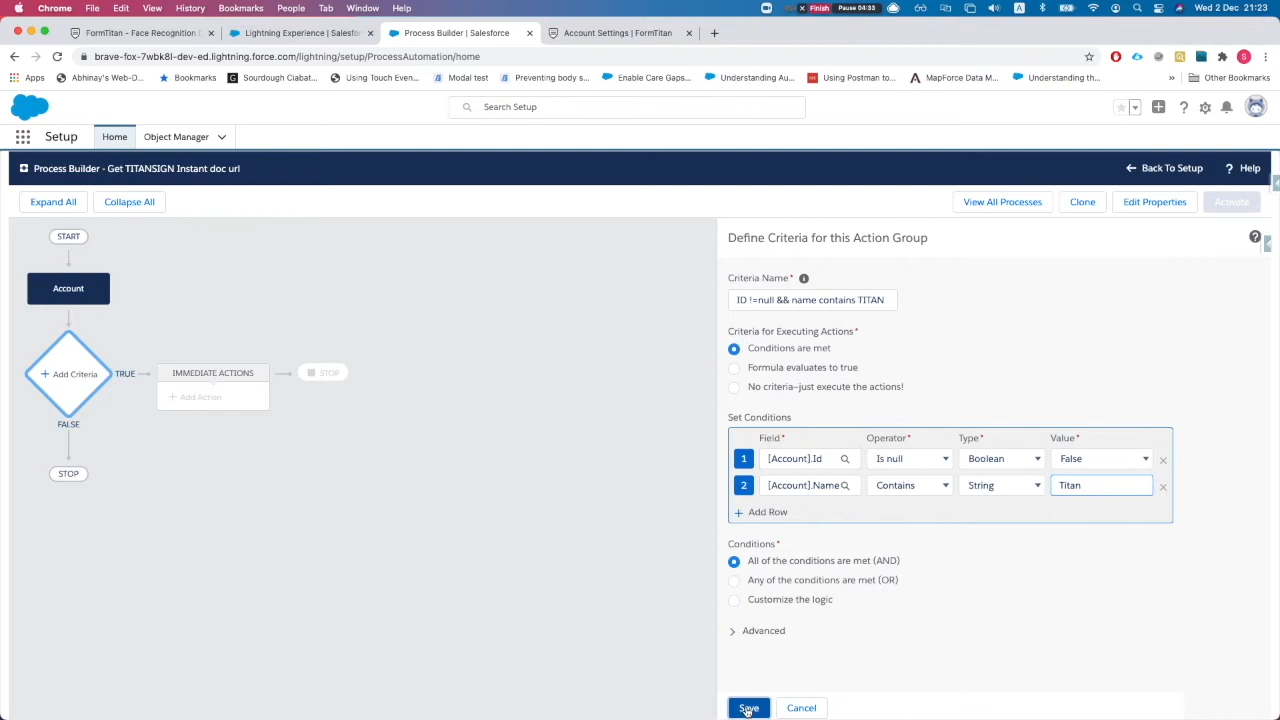 Chrome File Edit View History Bookmarks People Tab Window Help Finish Pause 04:33 A Wed 2 Dec 21:23
FormTitan - Face Recognition D Lightning Experience | Salesfor Process Builder | Salesforce Account Settings | FormTitan
brave-fox-7wbk8l-dev-ed.lightning.force.com/lightning/setup/ProcessAutomation/home
Apps Abhinay's Web-D... Bookmarks Sourdough Ciabat... Using Touch Even... Modal test Preventing body s... Enable Care Gaps... Understanding Au... Using Postman to... MapForce Data M... Understanding th... » Other Bookmarks
Search Setup
Setup Home Object Manager
Process Builder - Get TITANSIGN Instant doc url Back To Setup ? Help
Expand All Collapse All View All Processes Clone Edit Properties Activate
START
Account
+ Add Criteria TRUE IMMEDIATE ACTIONS STOP
+ Add Action
FALSE
STOP
Define Criteria for this Action Group
Criteria Name*
ID !=null && name contains TITAN
Criteria for Executing Actions*
Conditions are met
Formula evaluates to true
No criteria—just execute the actions!
Set Conditions
Field* Operator* Type* Value*
1 [Account].Id Is null Boolean False
2 [Account].Name Contains String Titan
+ Add Row
Conditions*
All of the conditions are met (AND)
Any of the conditions are met (OR)
Customize the logic
Advanced
Save Cancel